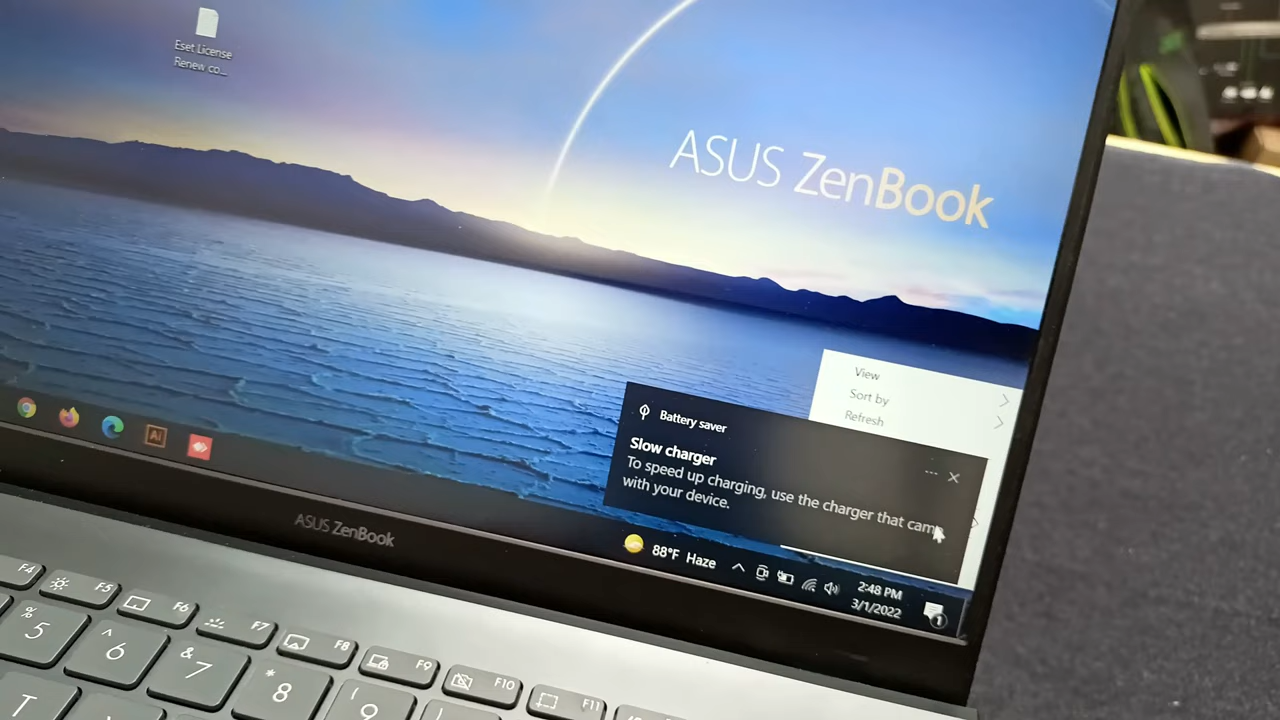 Eset License
Renew co...
ASUS ZenBook
View
Sort by
Refresh
Battery saver
Slow charger
To speed up charging, use the charger that came
with your device.
Ai
88°F Haze
2:48 PM
3/1/2022
1
ASUS ZenBook
F4
F5
F6
F7
F8
F9
F10
F11
%
5
^
6
&
7
*
8
(
9
T